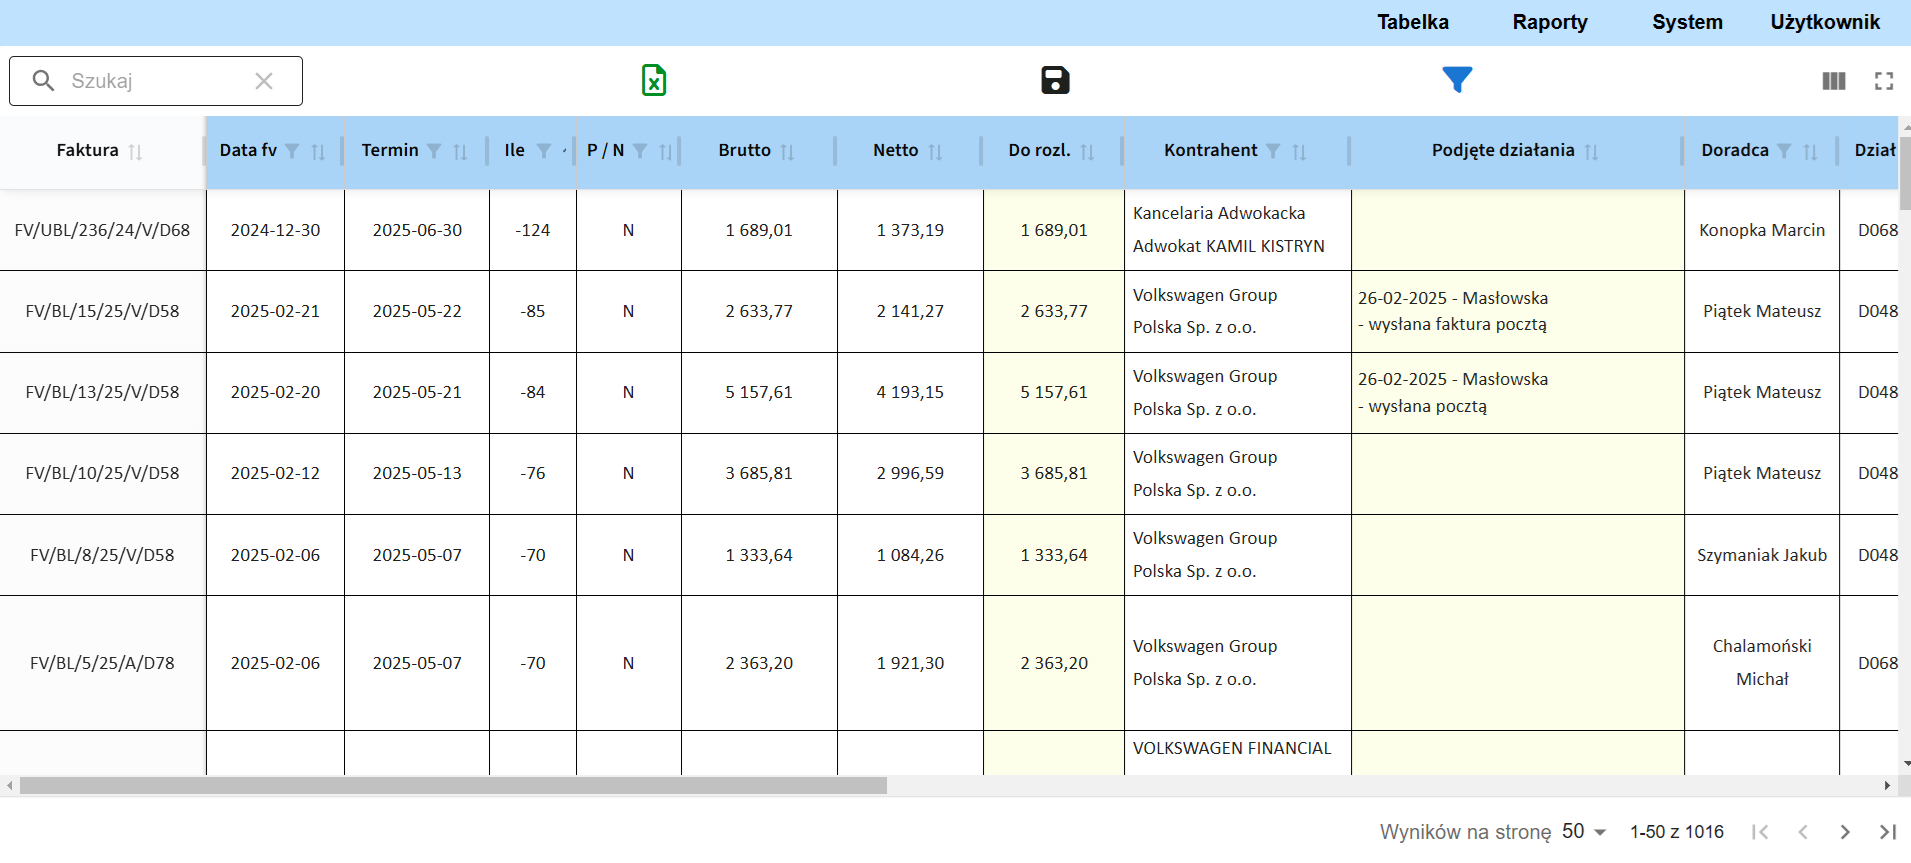 Tabelka Raporty System Użytkownik
Szukaj
Faktura Data fv Termin Ile P / N Brutto Netto Do rozl. Kontrahent Podjęte działania Doradca Dział
FV/UBL/236/24/V/D68 2024-12-30 2025-06-30 -124 N 1 689,01 1 373,19 1 689,01 Kancelaria Adwokacka Konopka Marcin D068
Adwokat KAMIL KISTRYN
FV/BL/15/25/V/D58 2025-02-21 2025-05-22 -85 N 2 633,77 2 141,27 2 633,77 Volkswagen Group 26-02-2025 - Masłowska Piątek Mateusz D048
Polska Sp. z o.o. - wysłana faktura pocztą
FV/BL/13/25/V/D58 2025-02-20 2025-05-21 -84 N 5 157,61 4 193,15 5 157,61 Volkswagen Group 26-02-2025 - Masłowska Piątek Mateusz D048
Polska Sp. z o.o. - wysłana pocztą
FV/BL/10/25/V/D58 2025-02-12 2025-05-13 -76 N 3 685,81 2 996,59 3 685,81 Volkswagen Group Piątek Mateusz D048
Polska Sp. z o.o.
FV/BL/8/25/V/D58 2025-02-06 2025-05-07 -70 N 1 333,64 1 084,26 1 333,64 Volkswagen Group Szymaniak Jakub D048
Polska Sp. z o.o.
FV/BL/5/25/A/D78 2025-02-06 2025-05-07 -70 N 2 363,20 1 921,30 2 363,20 Volkswagen Group Chalamoński D068
Polska Sp. z o.o. Michał
VOLKSWAGEN FINANCIAL
Wyników na stronę 50 1-50 z 1016